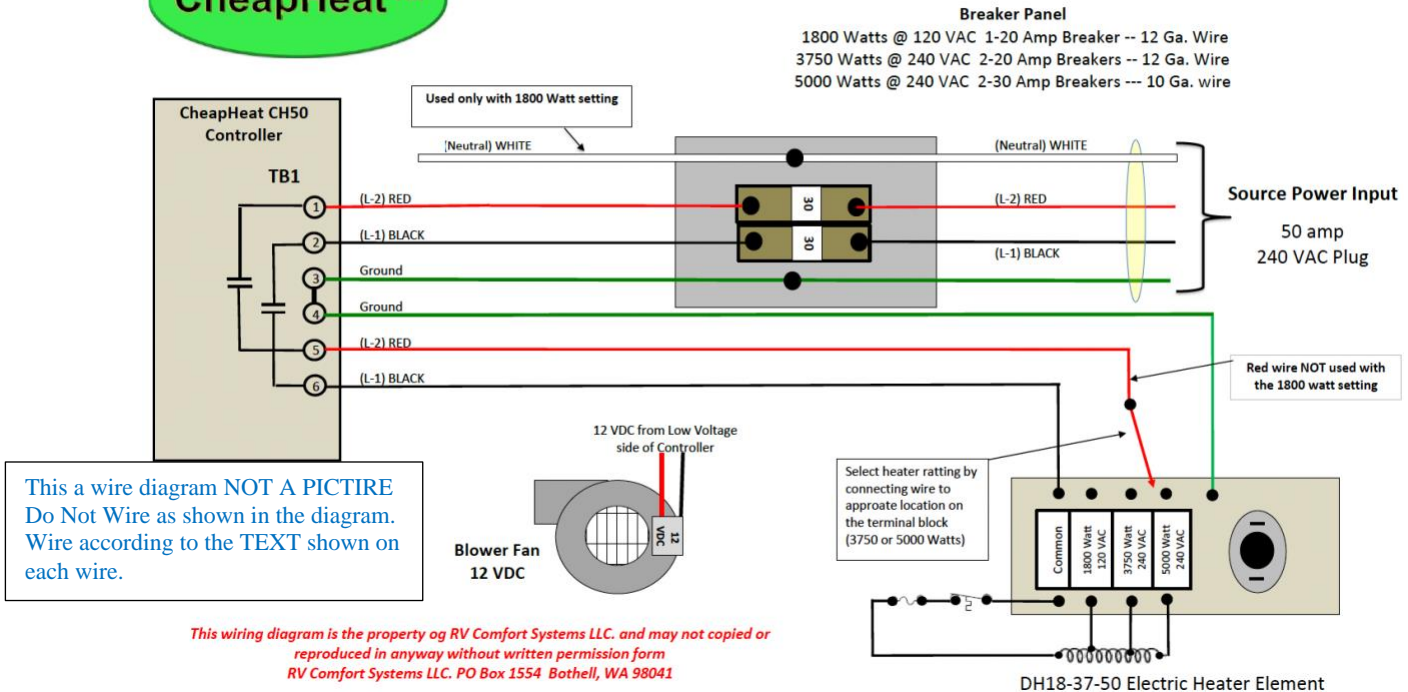 CheapHeat
Breaker Panel
1800 Watts @ 120 VAC 1-20 Amp Breaker -- 12 Ga. Wire
3750 Watts @ 240 VAC 2-20 Amp Breakers -- 12 Ga. Wire
5000 Watts @ 240 VAC 2-30 Amp Breakers --- 10 Ga. wire
CheapHeat CH50
Controller
TB1
1
2
3
4
5
6
Used only with 1800 Watt setting
(Neutral) WHITE
(L-2) RED
(L-1) BLACK
Ground
Ground
(L-2) RED
(L-1) BLACK
30
30
(Neutral) WHITE
(L-2) RED
(L-1) BLACK
Source Power Input
50 amp
240 VAC Plug
Red wire NOT used with
the 1800 watt setting
12 VDC from Low Voltage
side of Controller
12
VDC
Blower Fan
12 VDC
Select heater ratting by
connecting wire to
approate location on
the terminal block
(3750 or 5000 Watts)
Common
1800 Watt
120 VAC
3750 Watt
240 VAC
5000 Watt
240 VAC
DH18-37-50 Electric Heater Element
This a wire diagram NOT A PICTIRE
Do Not Wire as shown in the diagram.
Wire according to the TEXT shown on
each wire.
This wiring diagram is the property og RV Comfort Systems LLC. and may not copied or
reproduced in anyway without written permission form
RV Comfort Systems LLC. PO Box 1554 Bothell, WA 98041